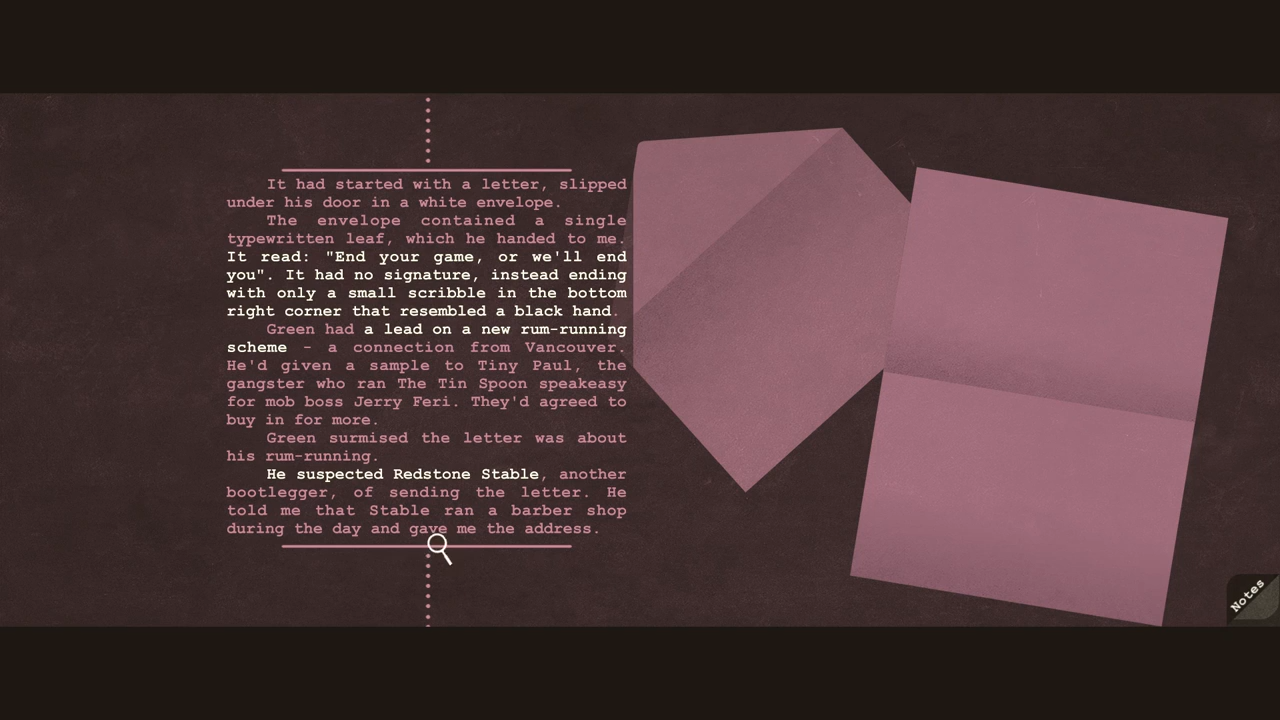 It had started with a letter, slipped
under his door in a white envelope.
The envelope contained a single
typewritten leaf, which he handed to me.
It read: "End your game, or we'll end
you". It had no signature, instead ending
with only a small scribble in the bottom
right corner that resembled a black hand.
Green had a lead on a new rum-running
scheme - a connection from Vancouver.
He'd given a sample to Tiny Paul, the
gangster who ran The Tin Spoon speakeasy
for mob boss Jerry Feri. They'd agreed to
buy in for more.
Green surmised the letter was about
his rum-running.
He suspected Redstone Stable, another
bootlegger, of sending the letter. He
told me that Stable ran a barber shop
during the day and gave me the address.
Notes